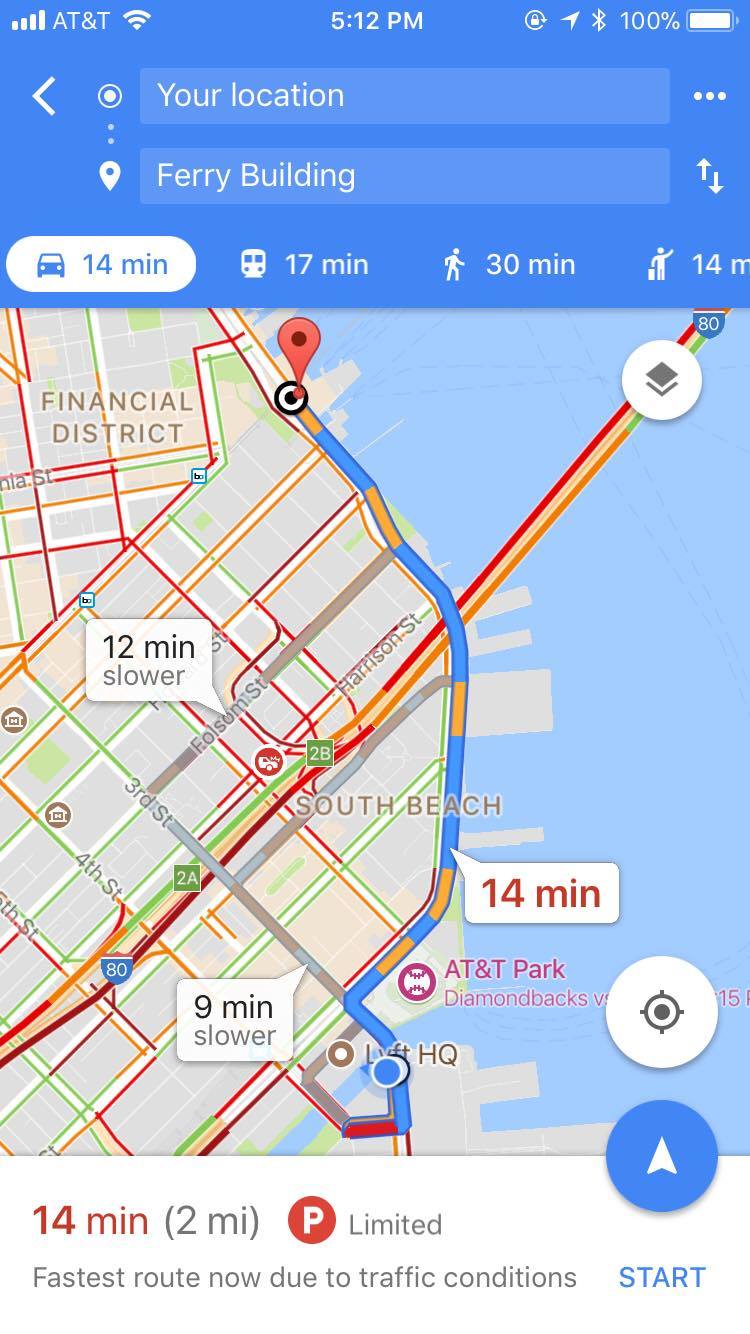 AT&T 5:12 PM 100%
Your location
Ferry Building
14 min 17 min 30 min 14 m
80
FINANCIAL
DISTRICT
nia St
12 min
slower
Harrison St
Folsom St
2B
3rd St
SOUTH BEACH
4th St
2A
14 min
5th St
80
AT&T Park
Diamondbacks vs
15
9 min
slower
Lyft HQ
14 min (2 mi) P Limited
Fastest route now due to traffic conditions START